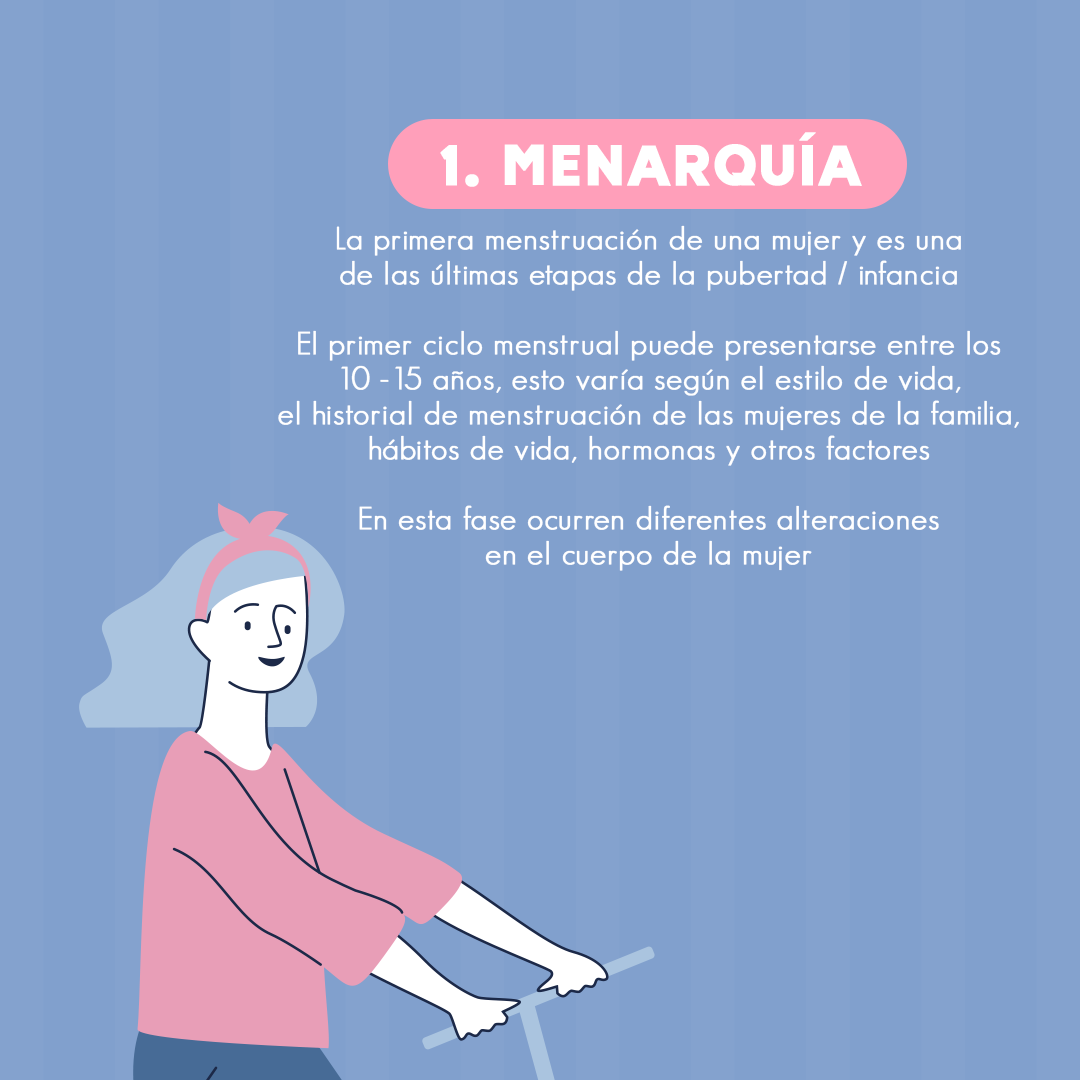 1. MENARQUÍA
La primera menstruación de una mujer y es una
de las últimas etapas de la pubertad / infancia
El primer ciclo menstrual puede presentarse entre los
10 - 15 años, esto varía según el estilo de vida,
el historial de menstruación de las mujeres de la familia,
hábitos de vida, hormonas y otros factores
En esta fase ocurren diferentes alteraciones
en el cuerpo de la mujer